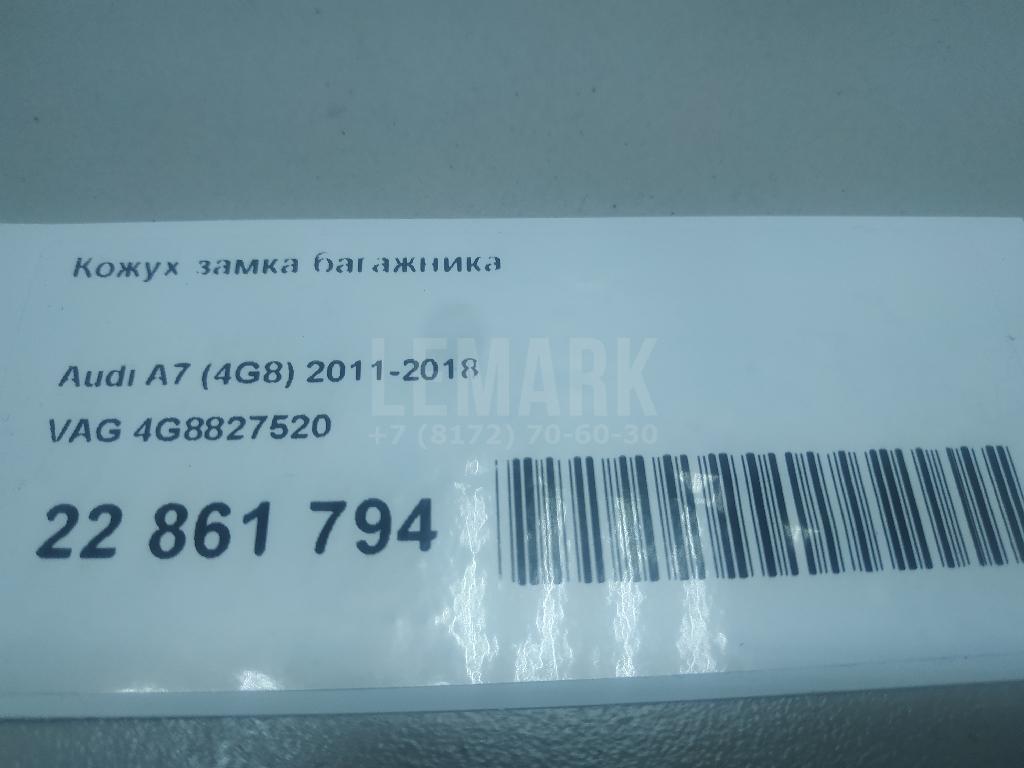 Кожух замка багажника
Audi A7 (4G8) 2011-2018
LEMARK
VAG 4G8827520
+7 (8172) 70-60-30
22 861 794